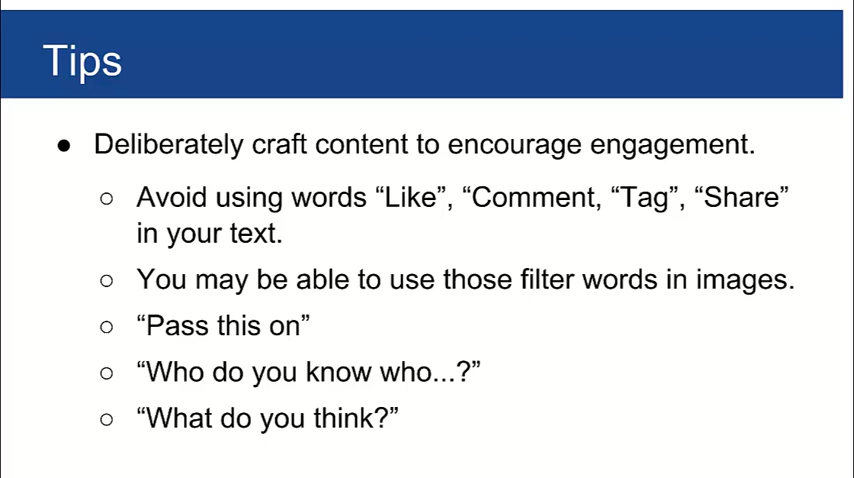 Tips
● Deliberately craft content to encourage engagement.
○ Avoid using words “Like”, “Comment, “Tag”, “Share”
in your text.
○ You may be able to use those filter words in images.
○ “Pass this on”
○ “Who do you know who...?”
○ “What do you think?”